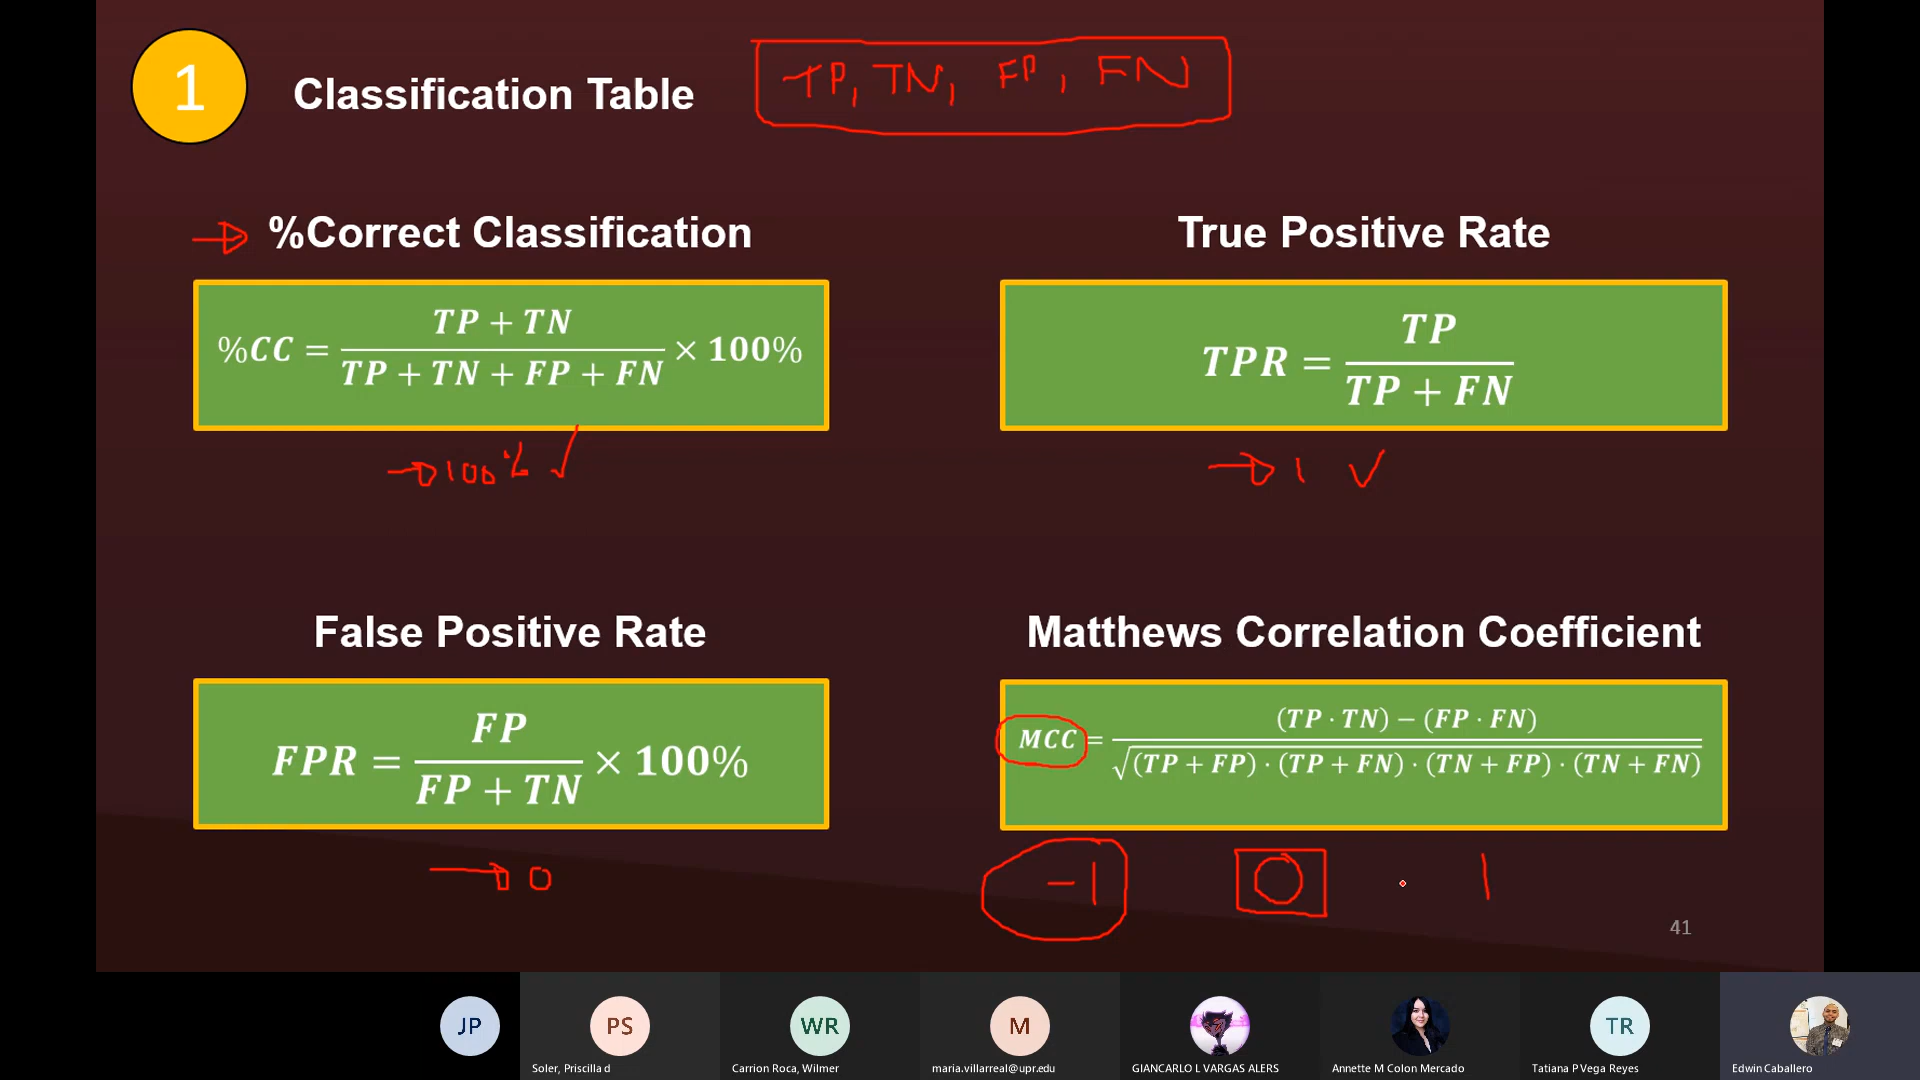 1
Classification Table
TP, TN, FP, FN
%Correct Classification
%CC = (TP + TN) / (TP + TN + FP + FN) × 100%
→ 100% ✓
True Positive Rate
TPR = TP / (TP + FN)
→ 1 ✓
False Positive Rate
FPR = FP / (FP + TN) × 100%
→ 0
Matthews Correlation Coefficient
MCC = (TP · TN) − (FP · FN) / √(TP + FP) · (TP + FN) · (TN + FP) · (TN + FN)
−1 0 1
41
JP PS WR M TR
Soler, Priscilla d
Carrion Roca, Wilmer
maria.villarreal@upr.edu
GIANCARLO L VARGAS ALERS
Annette M Colon Mercado
Tatiana P Vega Reyes
Edwin Caballero